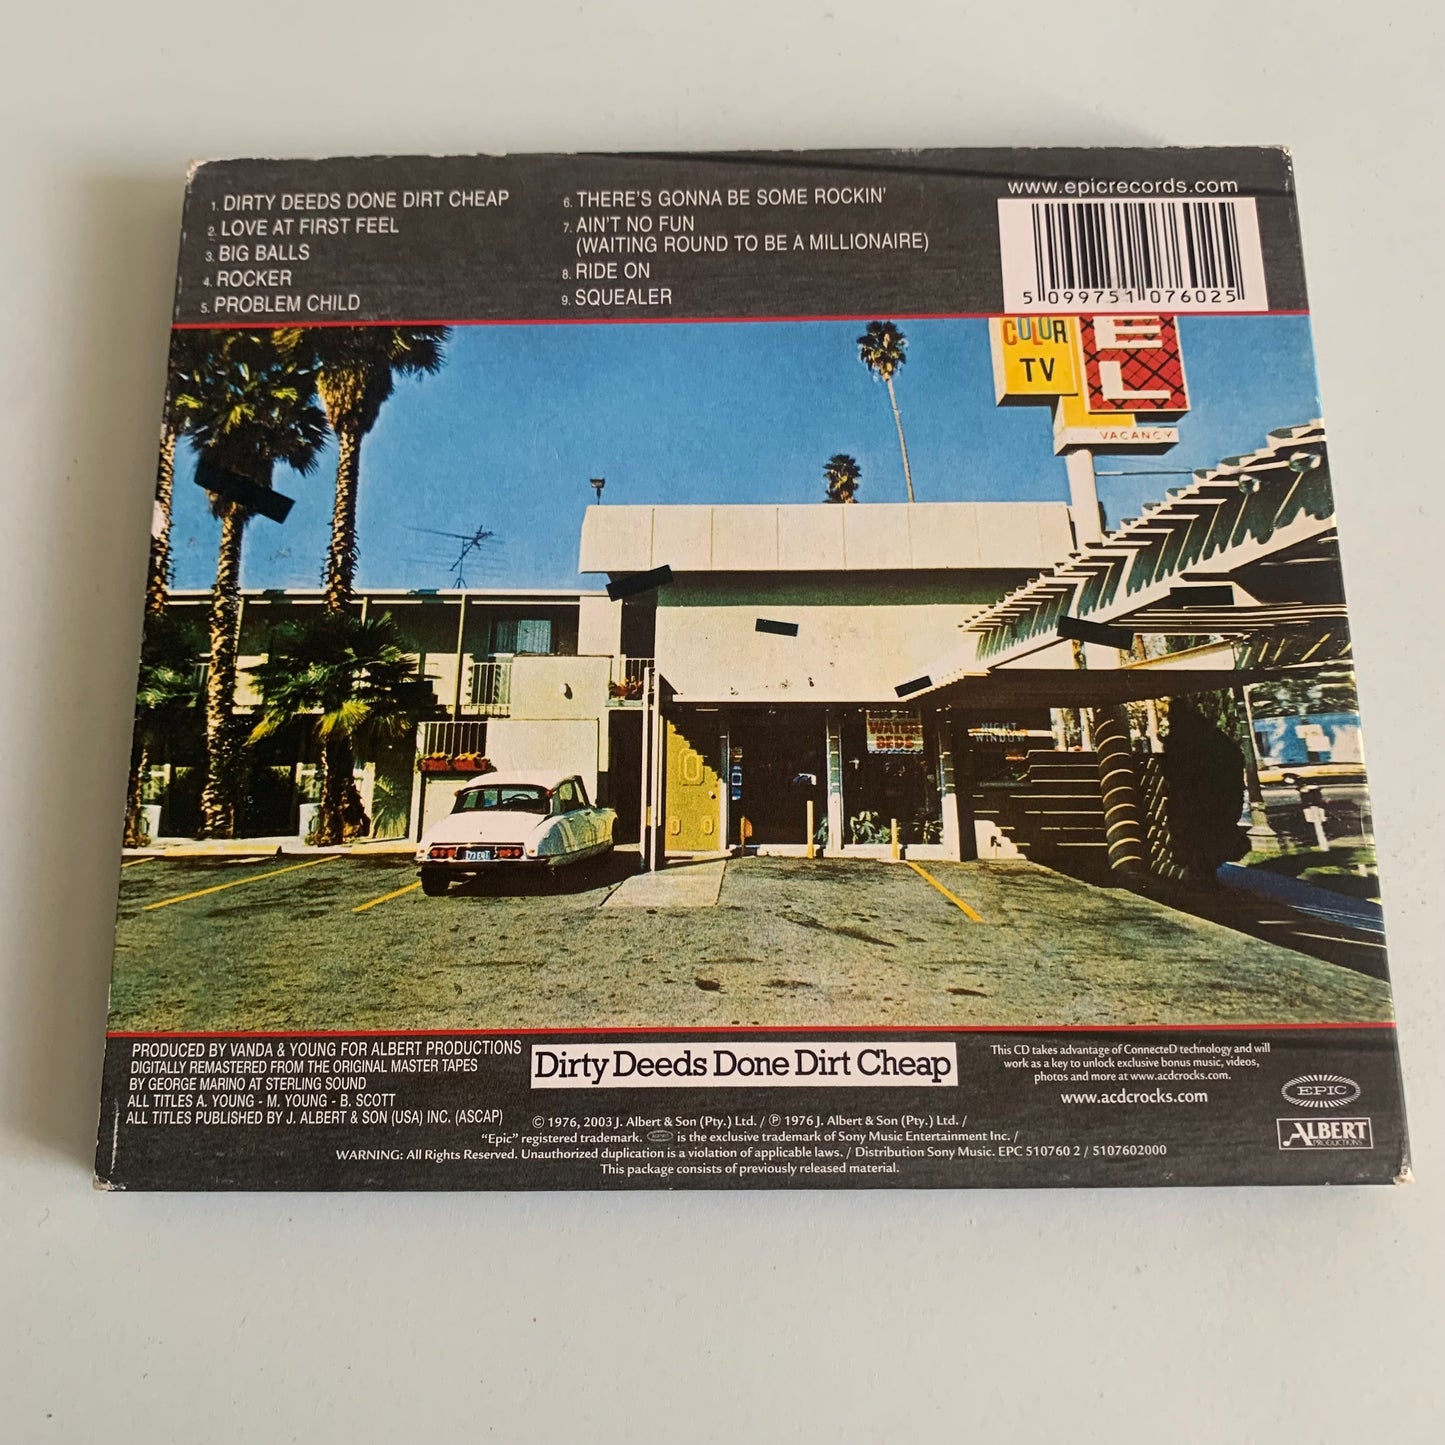 1. DIRTY DEEDS DONE DIRT CHEAP
2. LOVE AT FIRST FEEL
3. BIG BALLS
4. ROCKER
5. PROBLEM CHILD
6. THERE'S GONNA BE SOME ROCKIN'
7. AIN'T NO FUN
(WAITING ROUND TO BE A MILLIONAIRE)
8. RIDE ON
9. SQUEALER
www.epicrecords.com
5 099751 076025
COLOR
TV
EL
VACANCY
WATER
BEDS
NIGHT
WINDOW
PRODUCED BY VANDA & YOUNG FOR ALBERT PRODUCTIONS
DIGITALLY REMASTERED FROM THE ORIGINAL MASTER TAPES
BY GEORGE MARINO AT STERLING SOUND
ALL TITLES A. YOUNG - M. YOUNG - B. SCOTT
ALL TITLES PUBLISHED BY J. ALBERT & SON (USA) INC. (ASCAP)
Dirty Deeds Done Dirt Cheap
This CD takes advantage of ConnecteD technology and will
work as a key to unlock exclusive bonus music, videos,
photos and more at www.acdcrocks.com.
www.acdcrocks.com
EPIC
ALBERT
PRODUCTIONS
© 1976, 2003 J. Albert & Son (Pty.) Ltd. / ℗ 1976 J. Albert & Son (Pty.) Ltd. /
"Epic" registered trademark. is the exclusive trademark of Sony Music Entertainment Inc. /
WARNING: All Rights Reserved. Unauthorized duplication is a violation of applicable laws. / Distribution Sony Music. EPC 510760 2 / 5107602000
This package consists of previously released material.